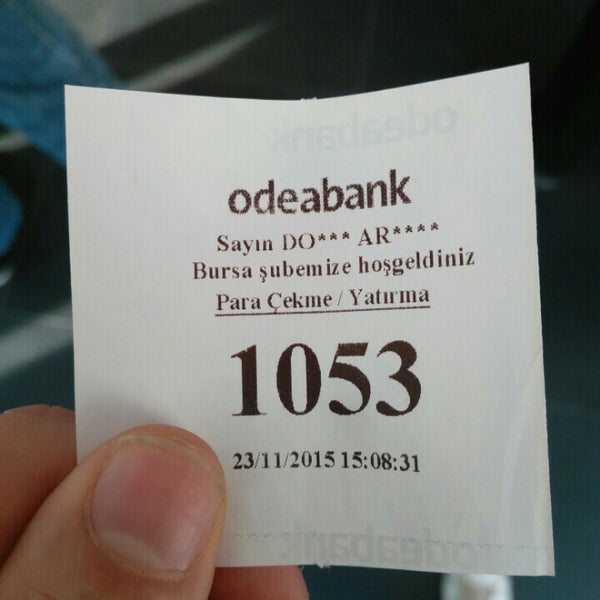 odeabank
Sayın DO*** AR****
Bursa şubemize hoşgeldiniz
Para Çekme / Yatırma
1053
23/11/2015 15:08:31